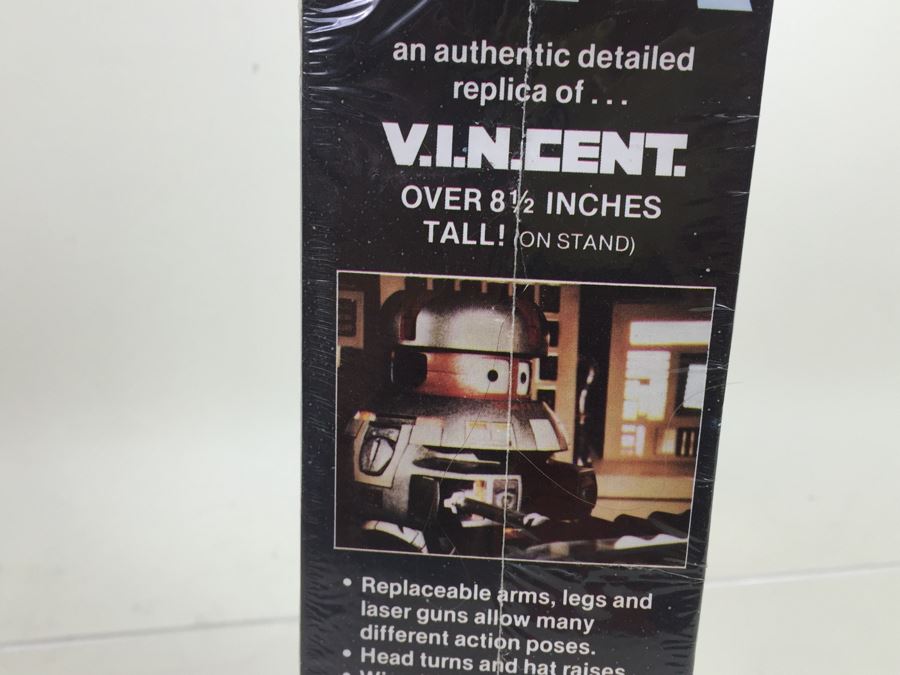 an authentic detailed
replica of...
V.I.N.CENT.
OVER 8½ INCHES
TALL! (ON STAND)
• Replaceable arms, legs and
laser guns allow many
different action poses.
• Head turns and hat raises.